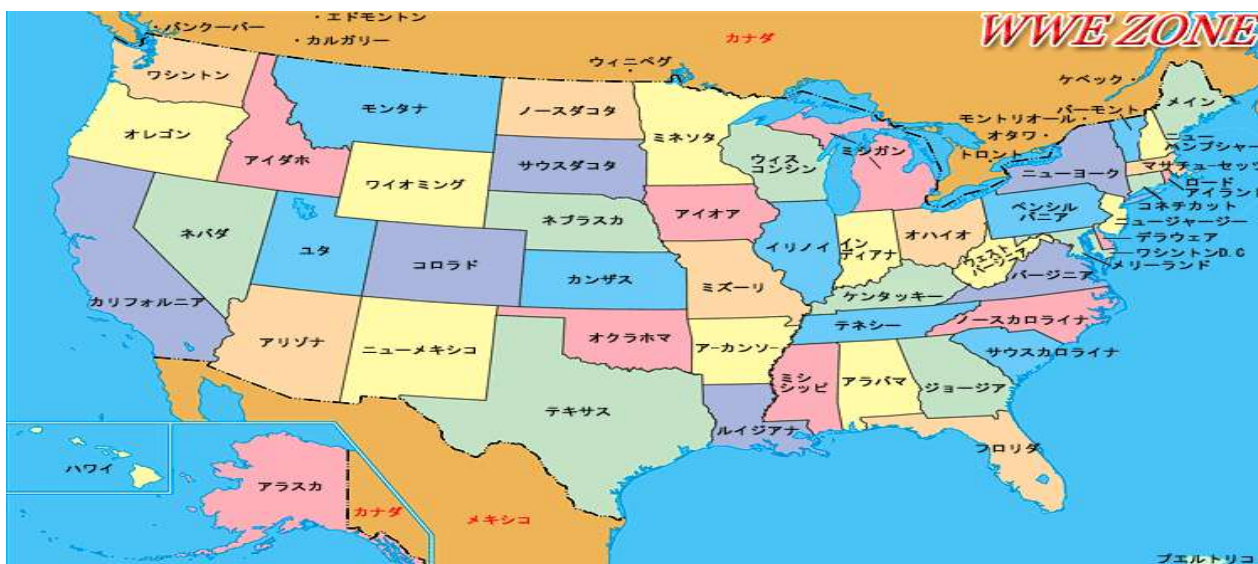 WWE ZONE
・エドモントン
・バンクーバー
・カルガリー
カナダ
ウィニペグ
ケベック・
ワシントン
モンタナ
ノースダコタ
ミネソタ
メイン
バーモント
モントリオール・
オタワ・
ニュー
ハンプシャー
オレゴン
アイダホ
サウスダコタ
ウィス
コンシン
ミシガン
トロント・
マサチューセッツ
ワイオミング
ニューヨーク
ロード
アイランド
コネチカット
ネバダ
ユタ
コロラド
ネブラスカ
アイオア
イリノイ
イン
ディアナ
オハイオ
ペンシル
バニア
ニュージャージー
デラウェア
ワシントンD.C
メリーランド
ウェスト
バージニア
バージニア
カリフォルニア
カンザス
ミズーリ
ケンタッキー
アリゾナ
ニューメキシコ
オクラホマ
アーカンソー
テネシー
ノースカロライナ
サウスカロライナ
テキサス
ルイジアナ
ミシ
シッピ
アラバマ
ジョージア
フロリダ
ハワイ
アラスカ
カナダ
メキシコ
プエルトリコ